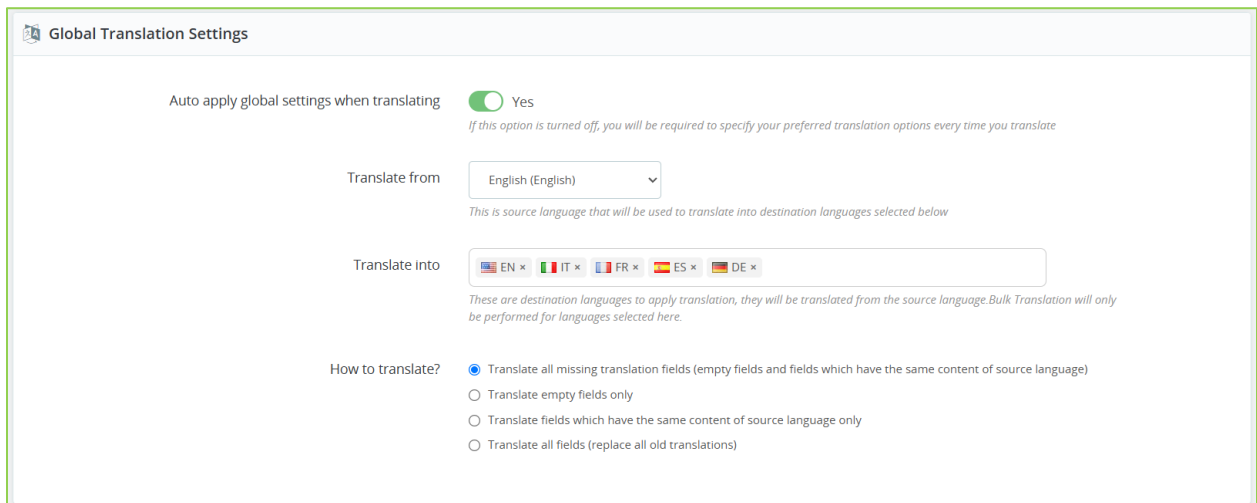 Global Translation Settings
Auto apply global settings when translating
Yes
If this option is turned off, you will be required to specify your preferred translation options every time you translate
Translate from
English (English)
This is source language that will be used to translate into destination languages selected below
Translate into
EN × IT × FR × ES × DE ×
These are destination languages to apply translation, they will be translated from the source language.Bulk Translation will only
be performed for languages selected here.
How to translate?
Translate all missing translation fields (empty fields and fields which have the same content of source language)
Translate empty fields only
Translate fields which have the same content of source language only
Translate all fields (replace all old translations)